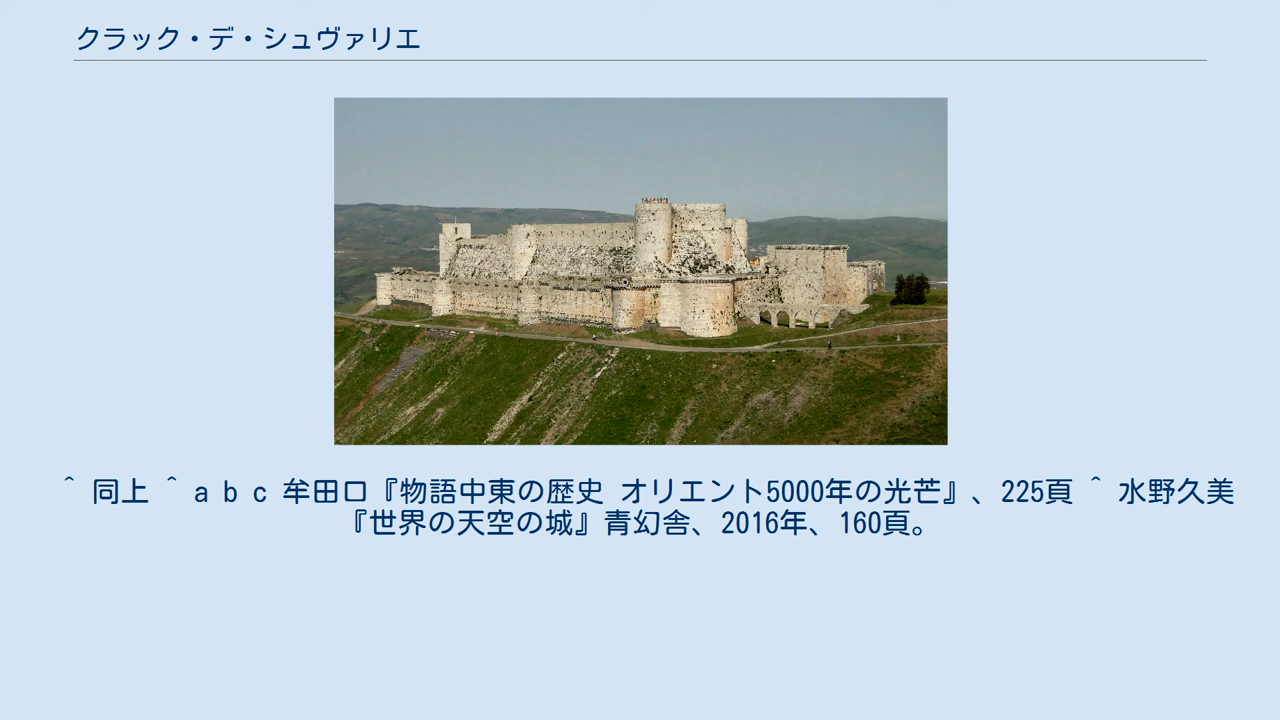 クラック・デ・シュヴァリエ
^ 同上 ^ a b c 牟田口『物語中東の歴史 オリエント5000年の光芒』、225頁 ^ 水野久美
『世界の天空の城』青幻舎、2016年、160頁。